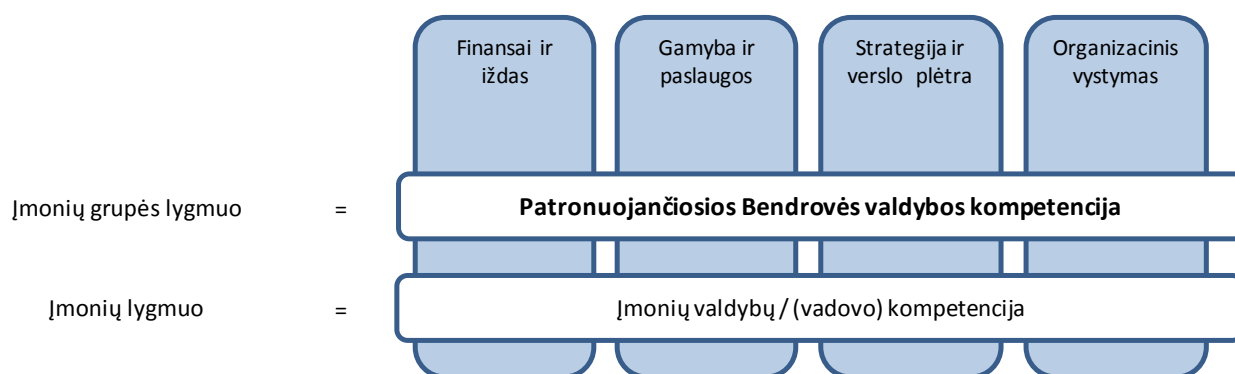 Finansai ir
iždas
Gamyba ir
paslaugos
Strategija ir
verslo plėtra
Organizacinis
vystymas
Įmonių grupės lygmuo = Patronuojančiosios Bendrovės valdybos kompetencija
Įmonių lygmuo = Įmonių valdybų / (vadovo) kompetencija